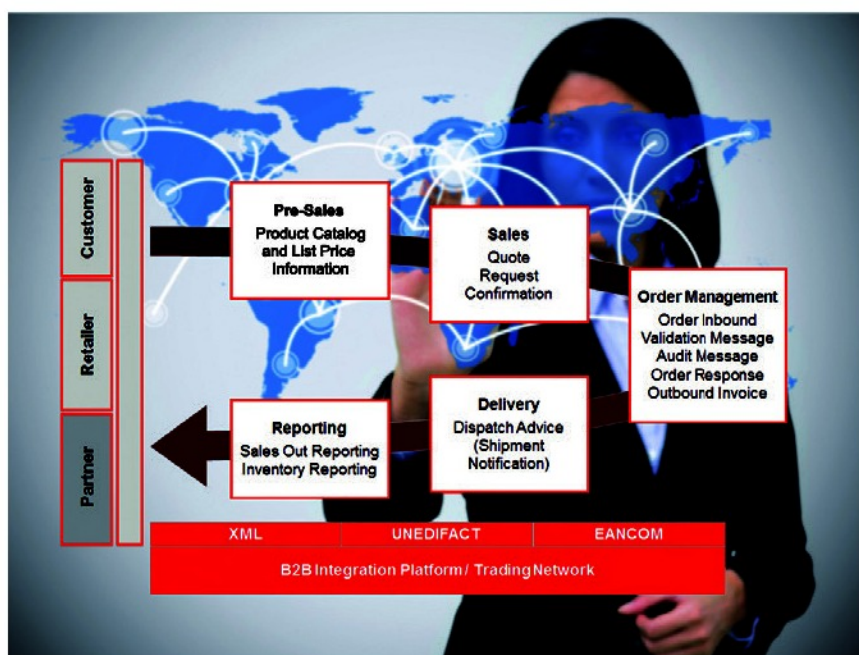 Customer
Retailer
Partner
Pre-Sales
Product Catalog
and List Price
Information
Sales
Quote
Request
Confirmation
Order Management
Order Inbound
Validation Message
Audit Message
Order Response
Outbound Invoice
Delivery
Dispatch Advice
(Shipment
Notification)
Reporting
Sales Out Reporting
Inventory Reporting
XML
UNEDIFACT
EANCOM
B2B Integration Platform/ Trading Network